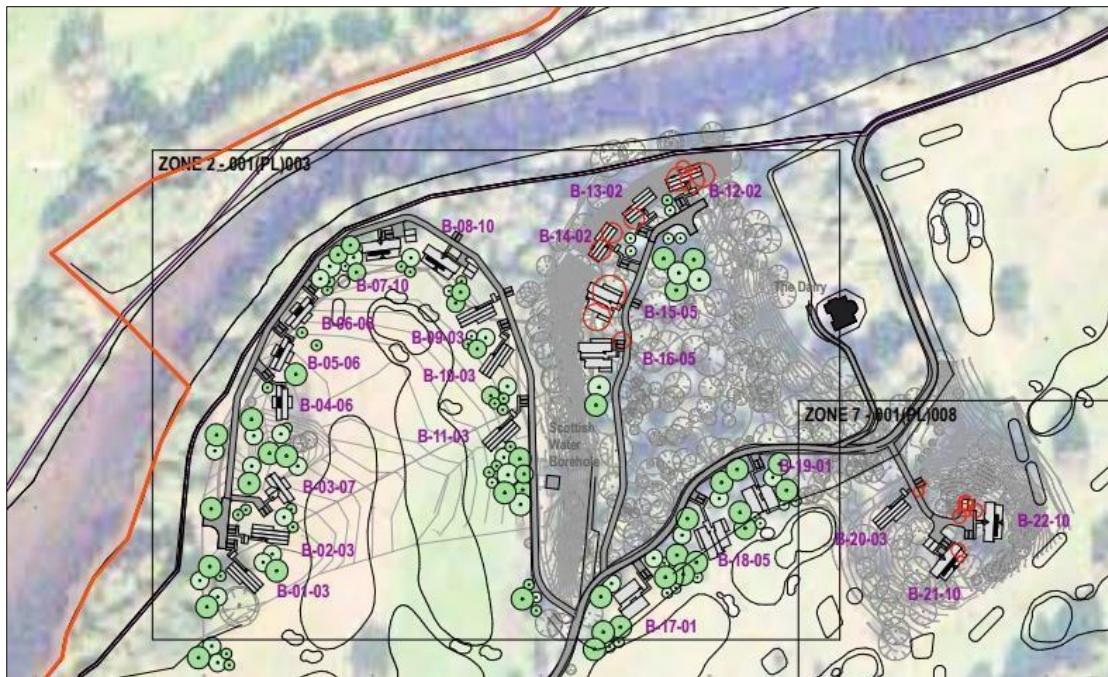 ZONE 2 - 001(PL)003
B-13-02
B-12-02
B-08-10
B-14-02
B-07-10
The Dairy
B-06-08
B-09-03
B-15-05
B-05-06
B-10-03
B-16-05
B-04-06
ZONE 7 - 001(PL)008
B-11-03
Scottish
Water
Borehole
B-19-01
B-03-07
B-22-10
B-20-03
B-02-03
B-18-05
B-01-03
B-21-10
B-17-01